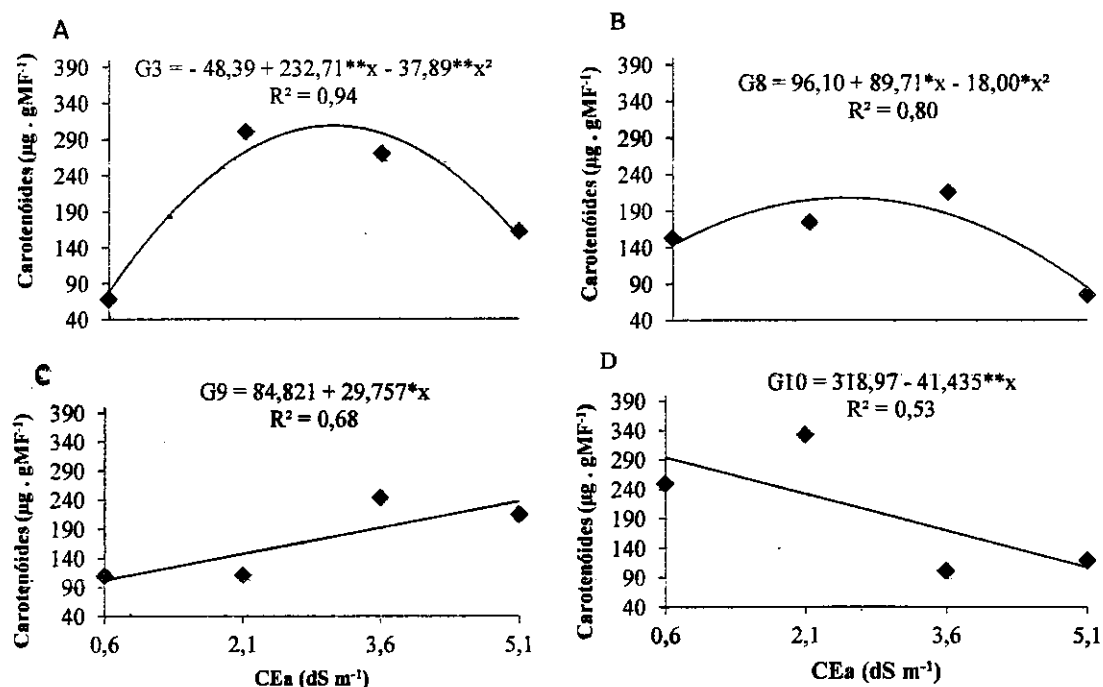 A
G3 = - 48,39 + 232,71**x - 37,89**x²
R² = 0,94
Carotenóides (µg . gMF⁻¹)
390
340
290
240
190
140
90
40
B
G8 = 96,10 + 89,71*x - 18,00*x²
R² = 0,80
Carotenóides (µg . gMF⁻¹)
390
340
290
240
190
140
90
40
C
G9 = 84,821 + 29,757*x
R² = 0,68
Carotenóides (µg . gMF⁻¹)
390
340
290
240
190
140
90
40
0,6 2,1 3,6 5,1
CEa (dS m⁻¹)
D
G10 = 318,97 - 41,435**x
R² = 0,53
Carotenóides (µg . gMF⁻¹)
390
340
290
240
190
140
90
40
0,6 2,1 3,6 5,1
CEa (dS m⁻¹)